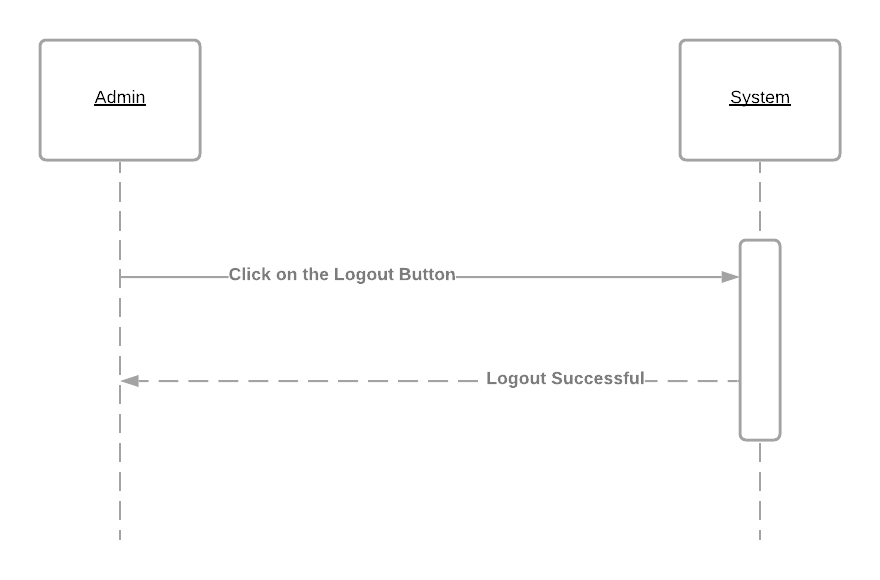 Admin
System
Click on the Logout Button
Logout Successful